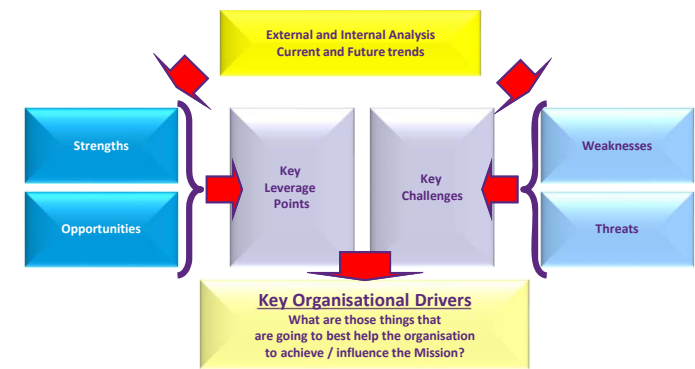 External and Internal Analysis
Current and Future trends
Strengths
Opportunities
Key
Leverage
Points
Key
Challenges
Weaknesses
Threats
Key Organisational Drivers
What are those things that
are going to best help the organisation
to achieve / influence the Mission?